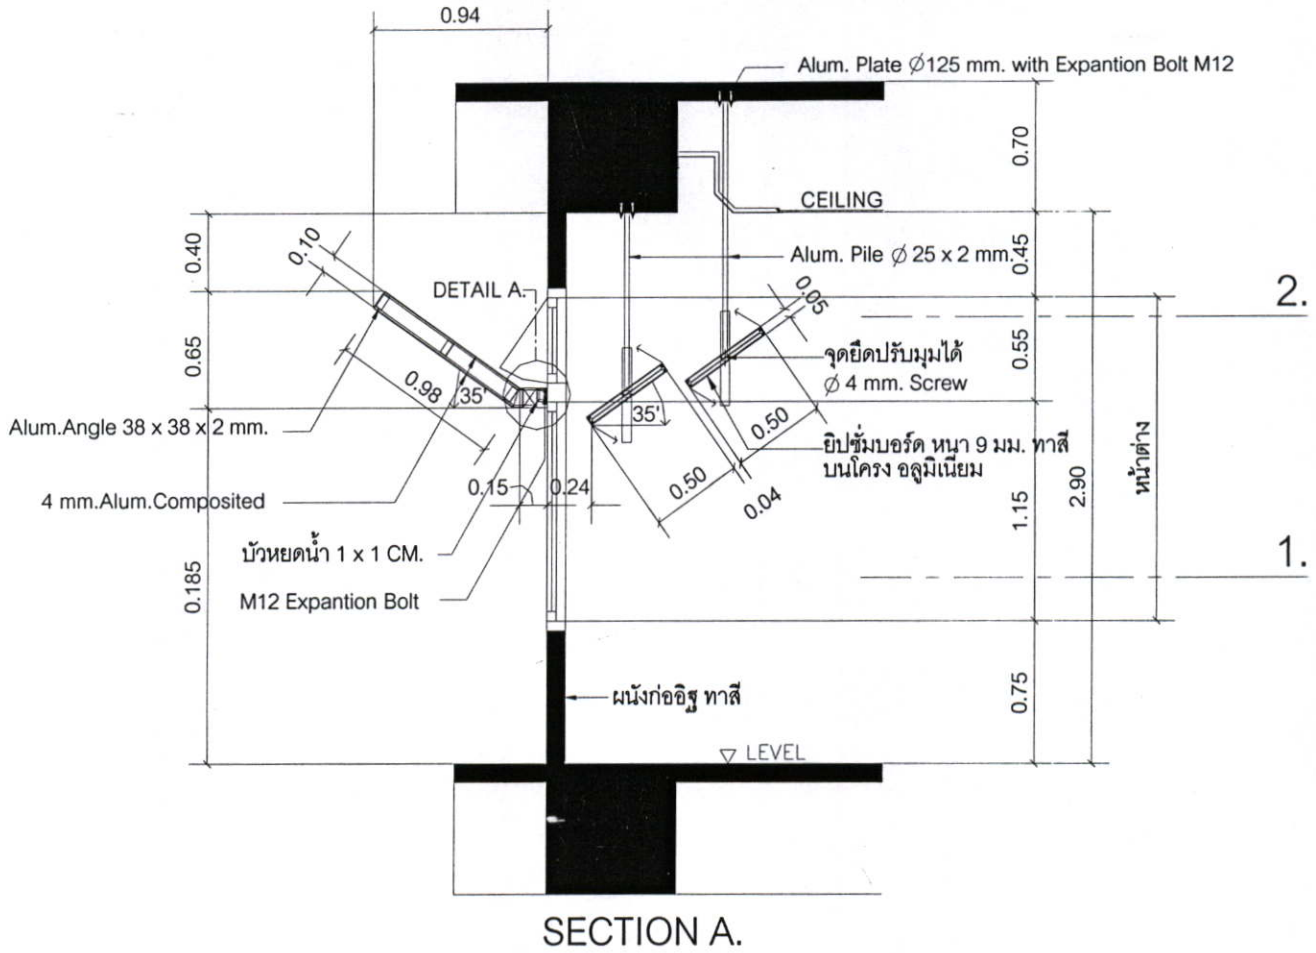 0.94
Alum. Plate ∅125 mm. with Expantion Bolt M12
0.70
CEILING
0.40
0.10
Alum. Pile ∅ 25 x 2 mm.
0.45
DETAIL A.
0.05
2.
0.65
0.55
จุดยึดปรับมุมได้
∅ 4 mm. Screw
0.98
35'
35'
0.50
Alum.Angle 38 x 38 x 2 mm.
ยิปซั่มบอร์ด หนา 9 มม. ทาสี
บนโครง อลูมิเนียม
หน้าต่าง
0.15
0.24
0.50
0.04
2.90
1.15
4 mm.Alum.Composited
บัวหยดน้ำ 1 x 1 CM.
1.
0.185
M12 Expantion Bolt
ผนังก่ออิฐ ทาสี
0.75
LEVEL
SECTION A.